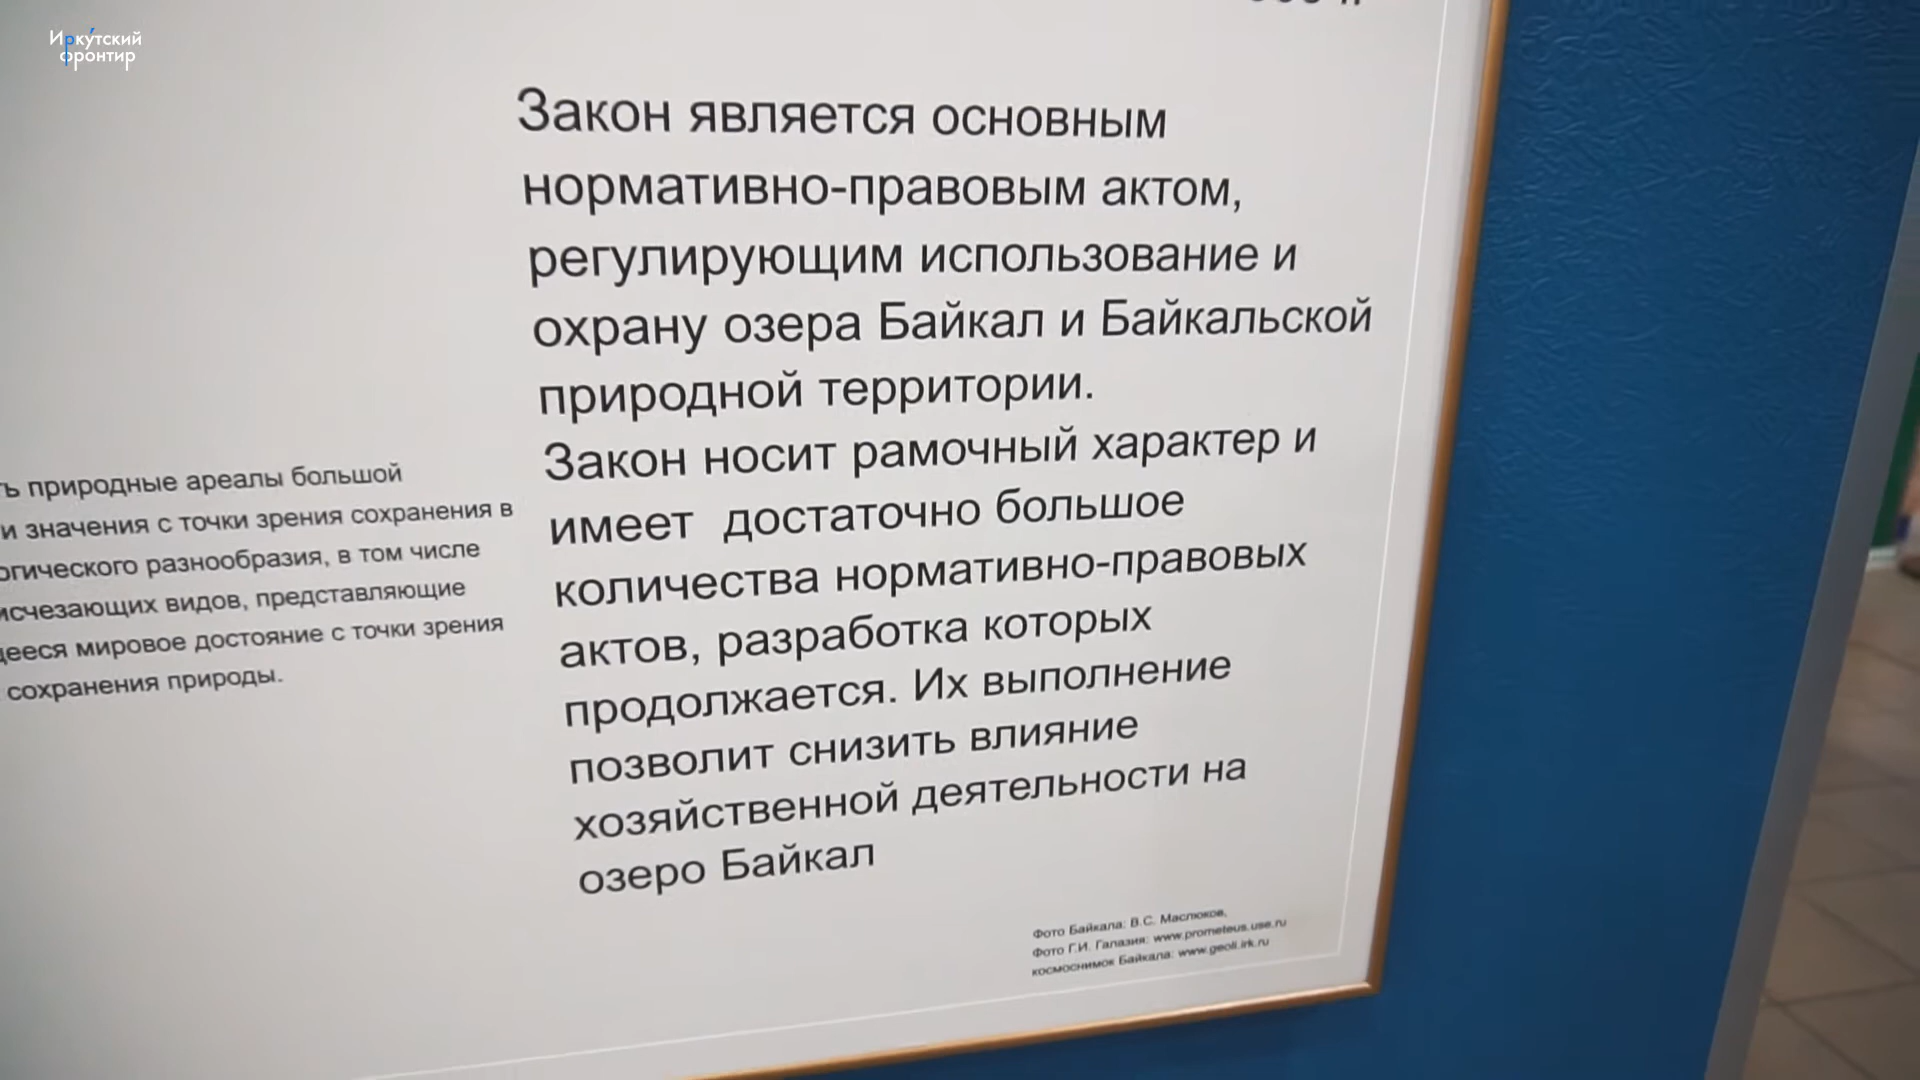 Иркутский
фронтир
Закон является основным
нормативно-правовым актом,
регулирующим использование и
охрану озера Байкал и Байкальской
природной территории.
Закон носит рамочный характер и
имеет достаточно большое
количества нормативно-правовых
актов, разработка которых
продолжается. Их выполнение
позволит снизить влияние
хозяйственной деятельности на
озеро Байкал
природные ареалы большой
и значения с точки зрения сохранения в
разнообразия, в том числе
исчезающих видов, представляющие
мировое достояние с точки зрения
сохранения природы.
Фото Байкала: В.С. Маслюков,
Фото Г.И. Галазия: www.prometeus.use.ru
космоснимок Байкала: www.geoli.irk.ru